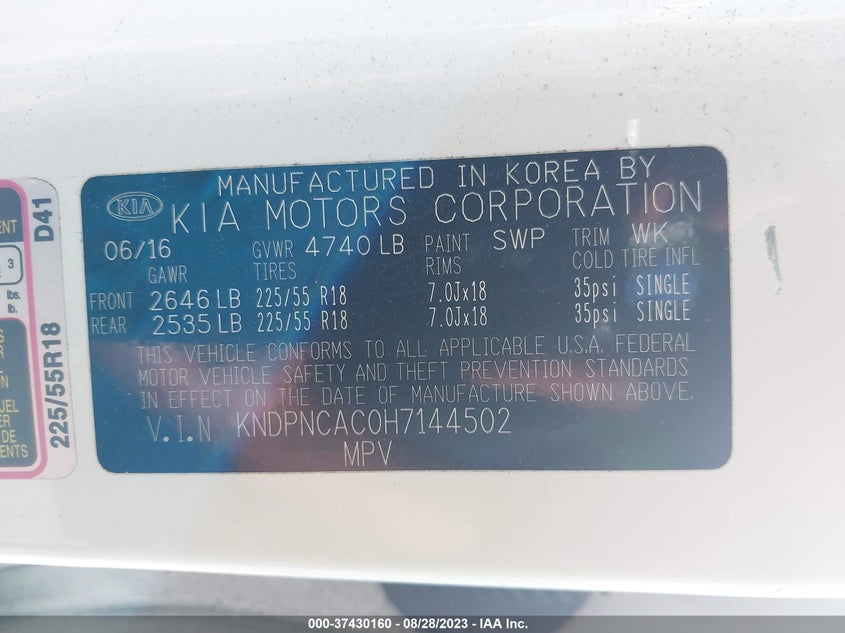 MANUFACTURED IN KOREA BY
KIA KIA MOTORS CORPORATION
06/16 GVWR 4740 LB PAINT SWP TRIM WK
GAWR TIRES RIMS COLD TIRE INFL
FRONT 2646 LB 225/55 R18 7.0Jx18 35psi SINGLE
REAR 2535 LB 225/55 R18 7.0Jx18 35psi SINGLE
THIS VEHICLE CONFORMS TO ALL APPLICABLE U.S.A. FEDERAL
MOTOR VEHICLE SAFETY AND THEFT PREVENTION STANDARDS
IN EFFECT ON THE DATE OF MANUFACTURE SHOWN ABOVE.
V.I.N KNDPNCAC0H7144502
MPV
225/55R18 D41
3
lbs.
lb.
DE
000-37430160 - 08/28/2023 - IAA Inc.